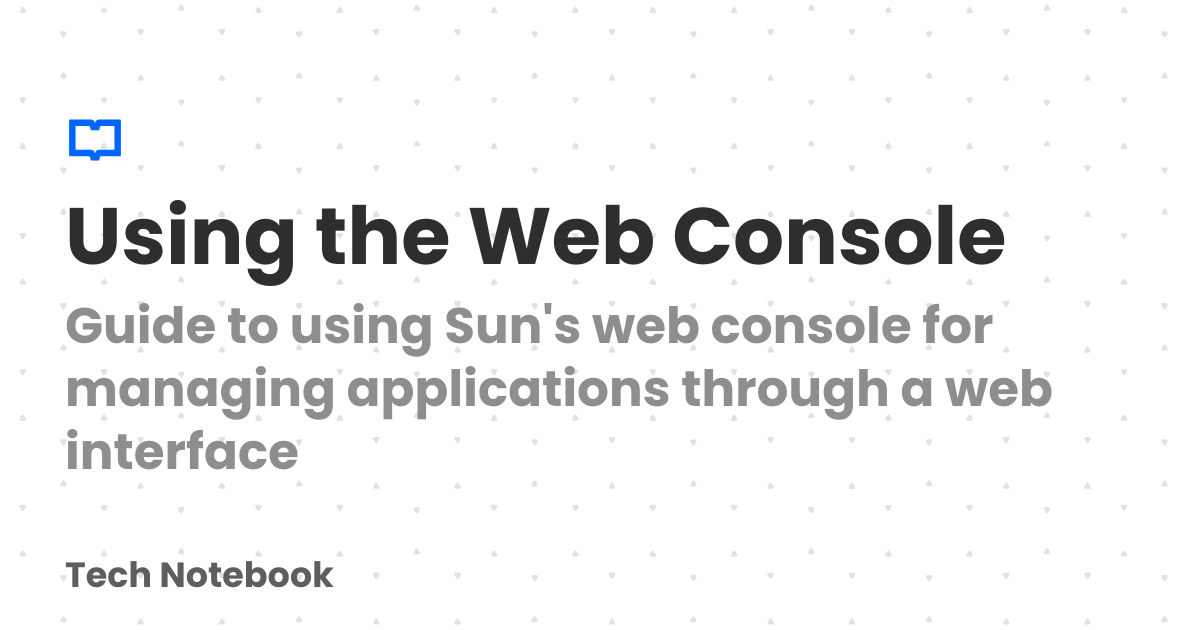 Using the Web Console
Guide to using Sun's web console for
managing applications through a web
interface
Tech Notebook